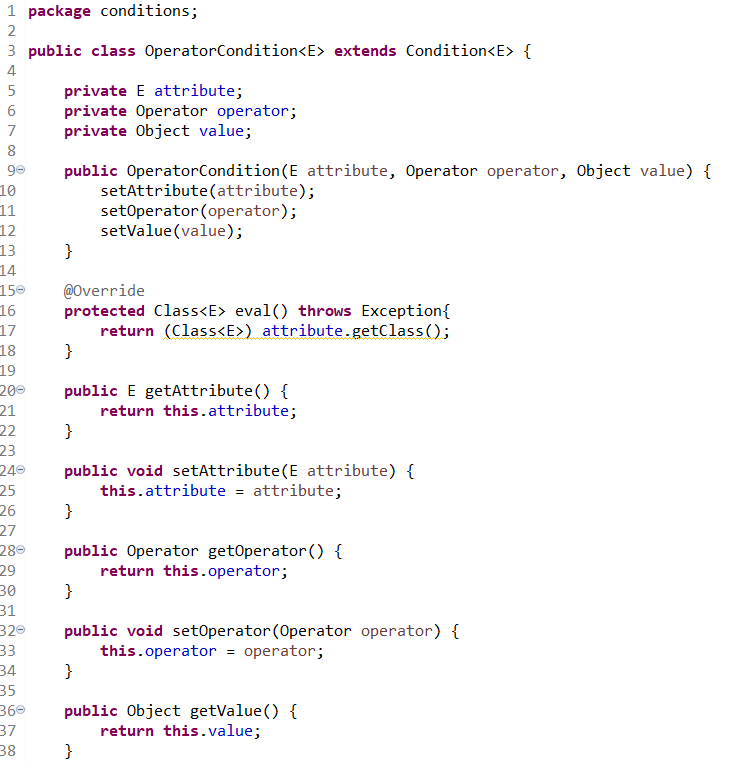 1 package conditions;
2
3 public class OperatorCondition<E> extends Condition<E> {
4
5     private E attribute;
6     private Operator operator;
7     private Object value;
8
9     public OperatorCondition(E attribute, Operator operator, Object value) {
10         setAttribute(attribute);
11         setOperator(operator);
12         setValue(value);
13     }
14
15     @Override
16     protected Class<E> eval() throws Exception{
17         return (Class<E>) attribute.getClass();
18     }
19
20     public E getAttribute() {
21         return this.attribute;
22     }
23
24     public void setAttribute(E attribute) {
25         this.attribute = attribute;
26     }
27
28     public Operator getOperator() {
29         return this.operator;
30     }
31
32     public void setOperator(Operator operator) {
33         this.operator = operator;
34     }
35
36     public Object getValue() {
37         return this.value;
38     }